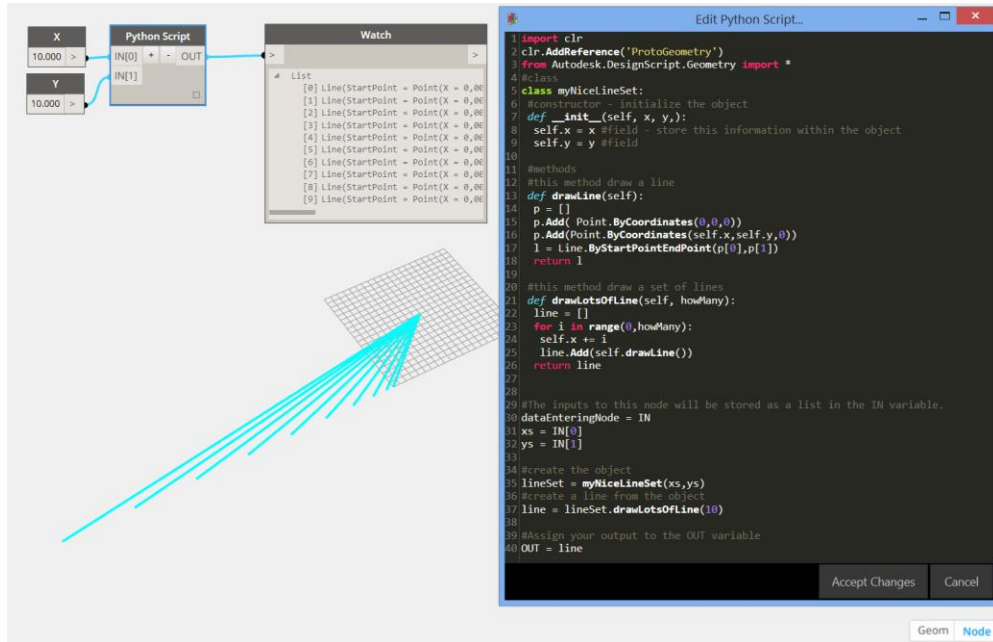 X
10.000 >
Y
10.000 >
Python Script
IN[0] + - OUT
IN[1]
Watch
> >
List
[0] Line(StartPoint = Point(X = 0,00
[1] Line(StartPoint = Point(X = 0,00
[2] Line(StartPoint = Point(X = 0,00
[3] Line(StartPoint = Point(X = 0,00
[4] Line(StartPoint = Point(X = 0,00
[5] Line(StartPoint = Point(X = 0,00
[6] Line(StartPoint = Point(X = 0,00
[7] Line(StartPoint = Point(X = 0,00
[8] Line(StartPoint = Point(X = 0,00
[9] Line(StartPoint = Point(X = 0,00
Edit Python Script...
1 import clr
2 clr.AddReference('ProtoGeometry')
3 from Autodesk.DesignScript.Geometry import *
4 #class
5 class myNiceLineSet:
6 #constructor - initialize the object
7 def __init__(self, x, y,):
8 self.x = x #field - store this information within the object
9 self.y = y #field
10
11 #methods
12 #this method draw a line
13 def drawLine(self):
14 p = []
15 p.Add( Point.ByCoordinates(0,0,0))
16 p.Add(Point.ByCoordinates(self.x,self.y,0))
17 l = Line.ByStartPointEndPoint(p[0],p[1])
18 return l
19
20 #this method draw a set of lines
21 def drawLotsOfLine(self, howMany):
22 line = []
23 for i in range(0,howMany):
24 self.x += i
25 line.Add(self.drawLine())
26 return line
27
28
29 #The inputs to this node will be stored as a list in the IN variable.
30 dataEnteringNode = IN
31 xs = IN[0]
32 ys = IN[1]
33
34 #create the object
35 lineSet = myNiceLineSet(xs,ys)
36 #create a line from the object
37 line = lineSet.drawLotsOfLine(10)
38
39 #Assign your output to the OUT variable
40 OUT = line
Accept Changes Cancel
Geom Node